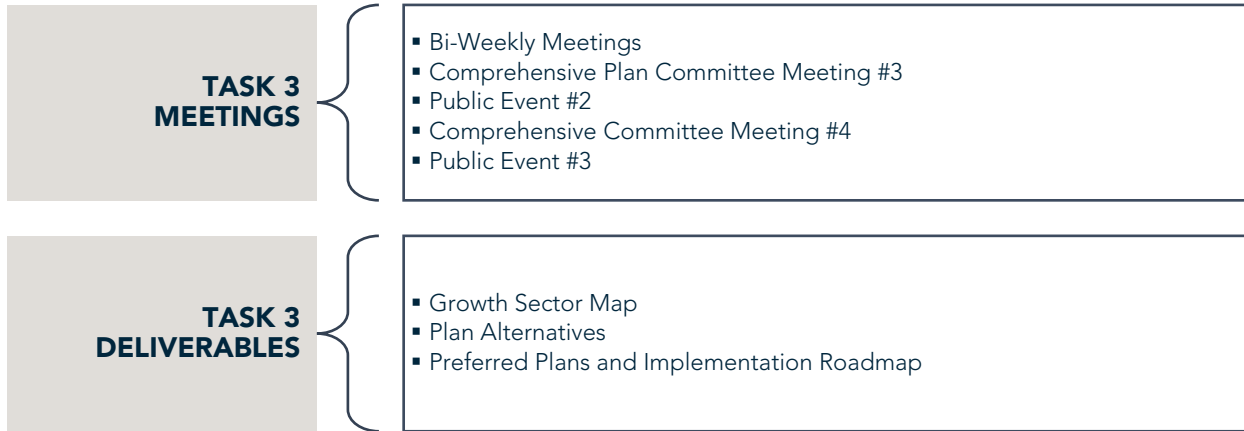 TASK 3
MEETINGS
▪ Bi-Weekly Meetings
▪ Comprehensive Plan Committee Meeting #3
▪ Public Event #2
▪ Comprehensive Committee Meeting #4
▪ Public Event #3
TASK 3
DELIVERABLES
▪ Growth Sector Map
▪ Plan Alternatives
▪ Preferred Plans and Implementation Roadmap